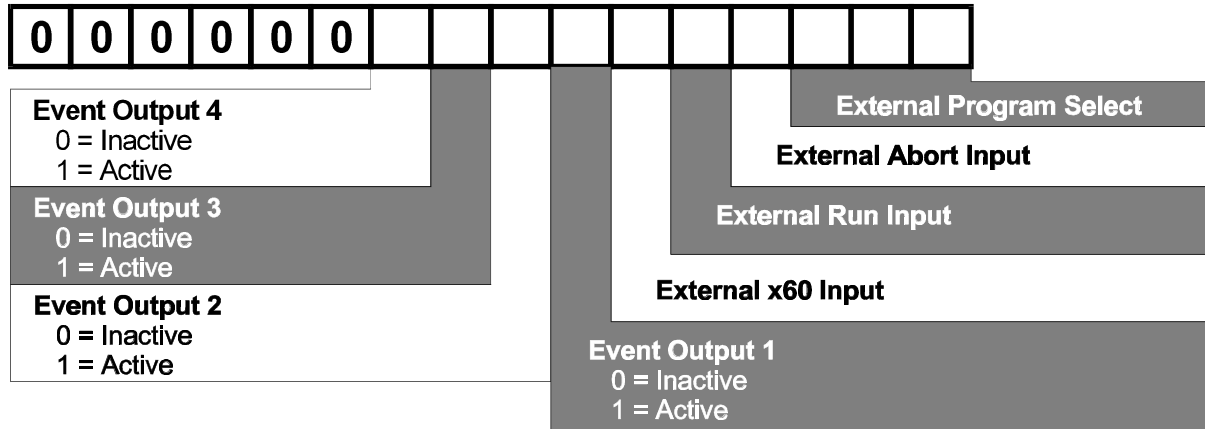 0 0 0 0 0 0
Event Output 4
0 = Inactive
1 = Active
Event Output 3
0 = Inactive
1 = Active
Event Output 2
0 = Inactive
1 = Active
External Program Select
External Abort Input
External Run Input
External x60 Input
Event Output 1
0 = Inactive
1 = Active